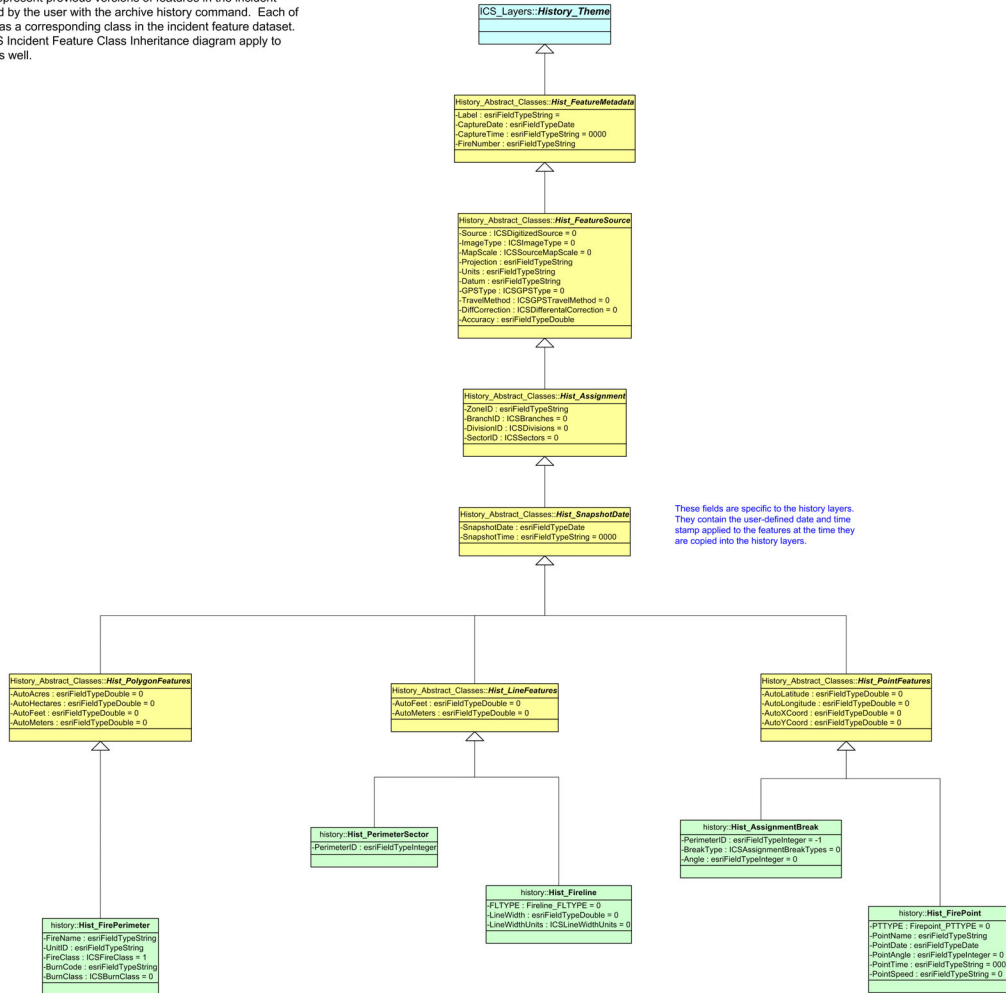 represent previous versions of features in the incident
d by the user with the archive history command.  Each of
as a corresponding class in the incident feature dataset.
S Incident Feature Class Inheritance diagram apply to
s well.
ICS_Layers::History_Theme
History_Abstract_Classes::Hist_FeatureMetadata
-Label : esriFieldTypeString =
-CaptureDate : esriFieldTypeDate
-CaptureTime : esriFieldTypeString = 0000
-FireNumber : esriFieldTypeString
History_Abstract_Classes::Hist_FeatureSource
-Source : ICSDigitizedSource = 0
-ImageType : ICSImageType = 0
-MapScale : ICSSourceMapScale = 0
-Projection : esriFieldTypeString
-Units : esriFieldTypeString
-Datum : esriFieldTypeString
-GPSType : ICSGPSType = 0
-TravelMethod : ICSGPSTravelMethod = 0
-DiffCorrection : ICSDifferentalCorrection = 0
-Accuracy : esriFieldTypeDouble
History_Abstract_Classes::Hist_Assignment
-ZoneID : esriFieldTypeString
-BranchID : ICSBranches = 0
-DivisionID : ICSDivisions = 0
-SectorID : ICSSectors = 0
History_Abstract_Classes::Hist_SnapshotDate
-SnapshotDate : esriFieldTypeDate
-SnapshotTime : esriFieldTypeString = 0000
These fields are specific to the history layers.
They contain the user-defined date and time
stamp applied to the features at the time they
are copied into the history layers.
History_Abstract_Classes::Hist_PolygonFeatures
-AutoAcres : esriFieldTypeDouble = 0
-AutoHectares : esriFieldTypeDouble = 0
-AutoFeet : esriFieldTypeDouble = 0
-AutoMeters : esriFieldTypeDouble = 0
History_Abstract_Classes::Hist_LineFeatures
-AutoFeet : esriFieldTypeDouble = 0
-AutoMeters : esriFieldTypeDouble = 0
History_Abstract_Classes::Hist_PointFeatures
-AutoLatitude : esriFieldTypeDouble = 0
-AutoLongitude : esriFieldTypeDouble = 0
-AutoXCoord : esriFieldTypeDouble = 0
-AutoYCoord : esriFieldTypeDouble = 0
history::Hist_PerimeterSector
-PerimeterID : esriFieldTypeInteger
history::Hist_AssignmentBreak
-PerimeterID : esriFieldTypeInteger = -1
-BreakType : ICSAssignmentBreakTypes = 0
-Angle : esriFieldTypeInteger = 0
history::Hist_Fireline
-FLTYPE : Fireline_FLTYPE = 0
-LineWidth : esriFieldTypeDouble = 0
-LineWidthUnits : ICSLineWidthUnits = 0
history::Hist_FirePerimeter
-FireName : esriFieldTypeString
-UnitID : esriFieldTypeString
-FireClass : ICSFireClass = 1
-BurnCode : esriFieldTypeString
-BurnClass : ICSBurnClass = 0
history::Hist_FirePoint
-PTTYPE : Firepoint_PTTYPE = 0
-PointName : esriFieldTypeString
-PointDate : esriFieldTypeDate
-PointAngle : esriFieldTypeInteger = 0
-PointTime : esriFieldTypeString = 000
-PointSpeed : esriFieldTypeString = 0